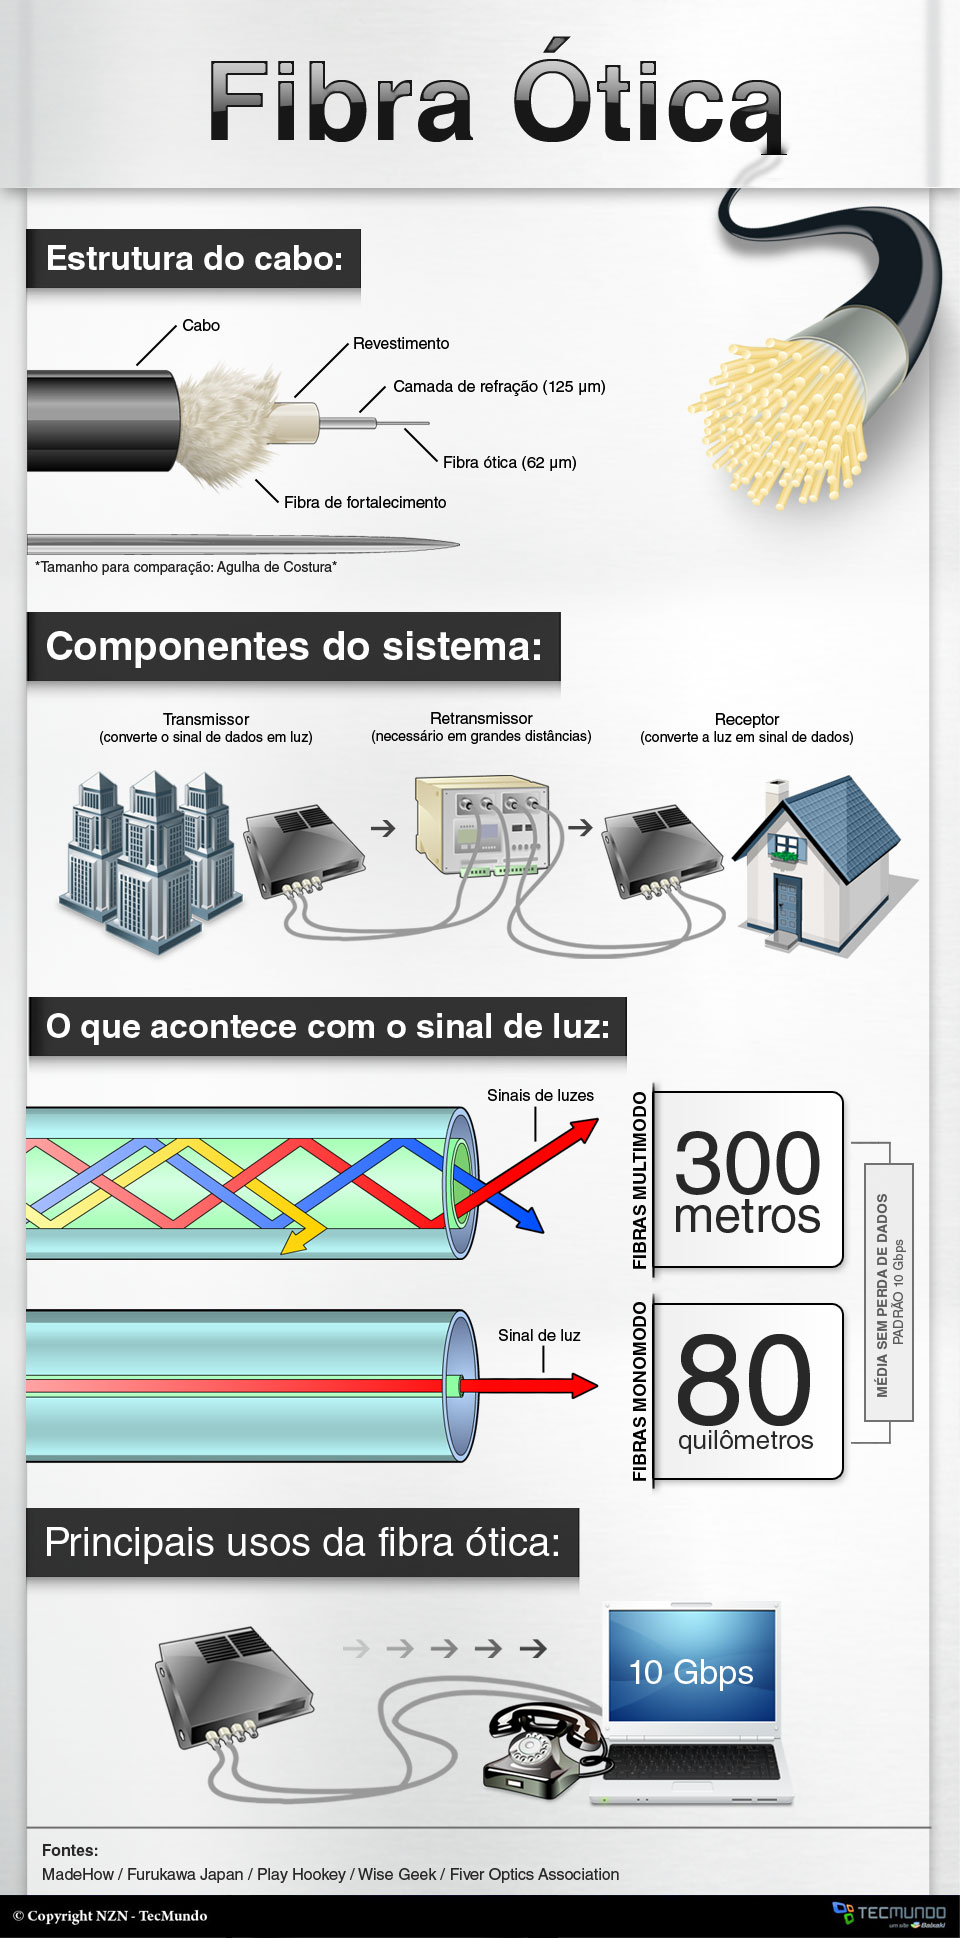 Fibra Ótica
Estrutura do cabo:
Cabo
Revestimento
Camada de refração (125 µm)
Fibra ótica (62 µm)
Fibra de fortalecimento
*Tamanho para comparação: Agulha de Costura*
Componentes do sistema:
Transmissor
(converte o sinal de dados em luz)
Retransmissor
(necessário em grandes distâncias)
Receptor
(converte a luz em sinal de dados)
O que acontece com o sinal de luz:
Sinais de luzes
FIBRAS MULTIMODO
300
metros
Sinal de luz
FIBRAS MONOMODO
80
quilômetros
MÉDIA SEM PERDA DE DADOS
PADRÃO 10 Gbps
Principais usos da fibra ótica:
10 Gbps
Fontes:
MadeHow / Furukawa Japan / Play Hookey / Wise Geek / Fiver Optics Association
© Copyright NZN - TecMundo
TECMUNDO
um site Baixaki